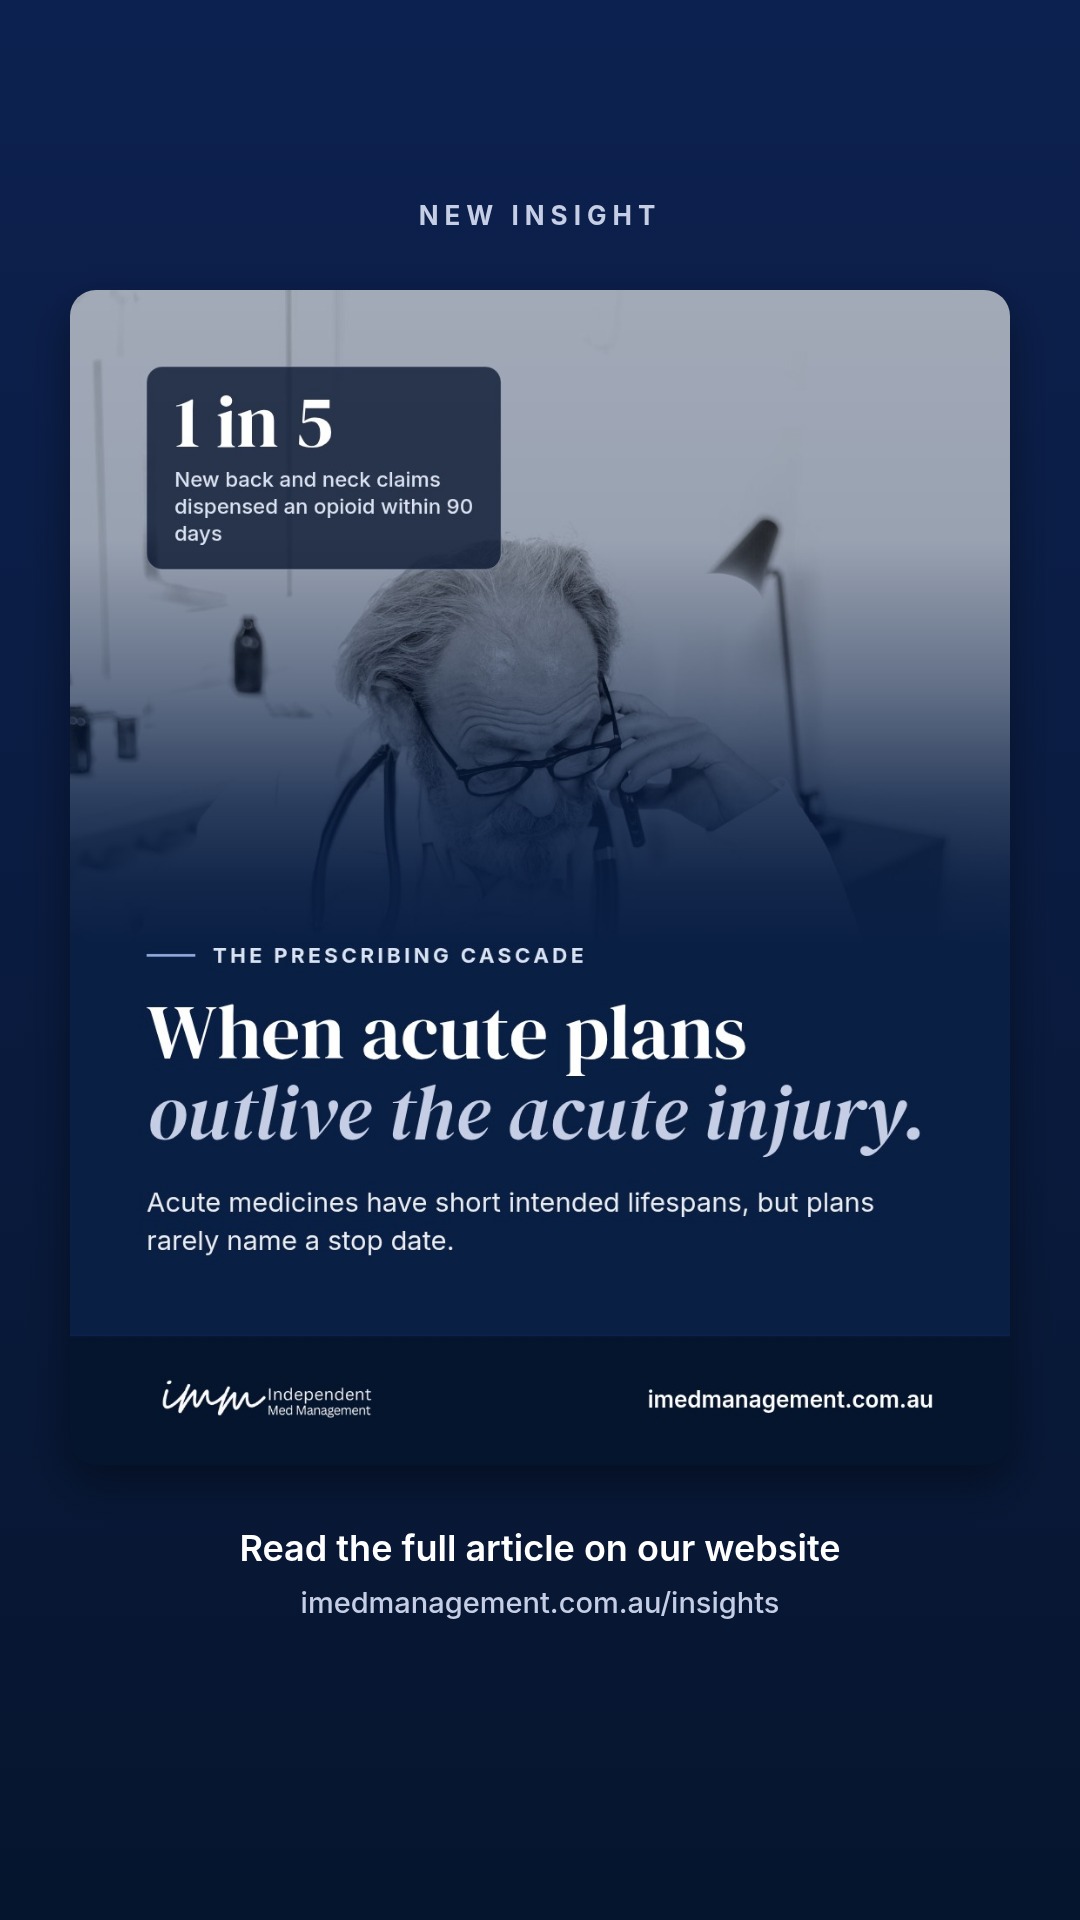 NEW INSIGHT
1 in 5
New back and neck claims
dispensed an opioid within 90
days
THE PRESCRIBING CASCADE
When acute plans
outlive the acute injury.
Acute medicines have short intended lifespans, but plans
rarely name a stop date.
imm Independent
Med Management
imedmanagement.com.au
Read the full article on our website
imedmanagement.com.au/insights